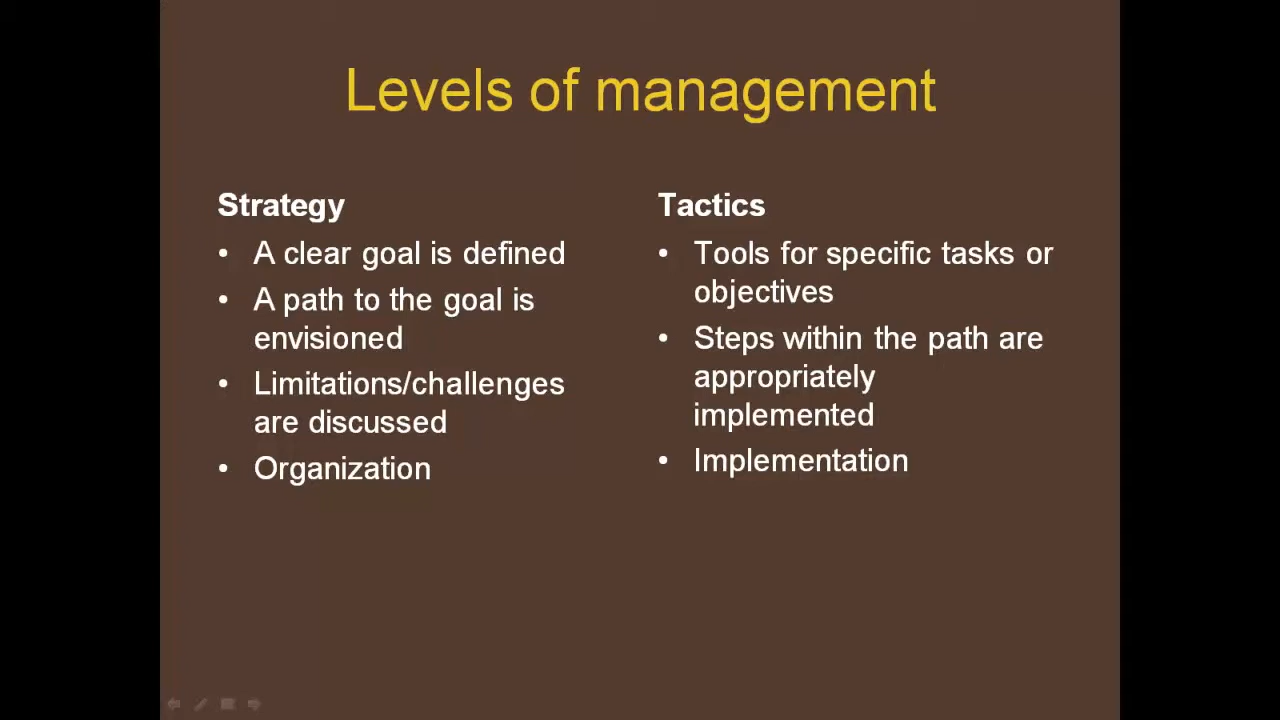 Levels of management
Strategy
• A clear goal is defined
• A path to the goal is
envisioned
• Limitations/challenges
are discussed
• Organization
Tactics
• Tools for specific tasks or
objectives
• Steps within the path are
appropriately
implemented
• Implementation